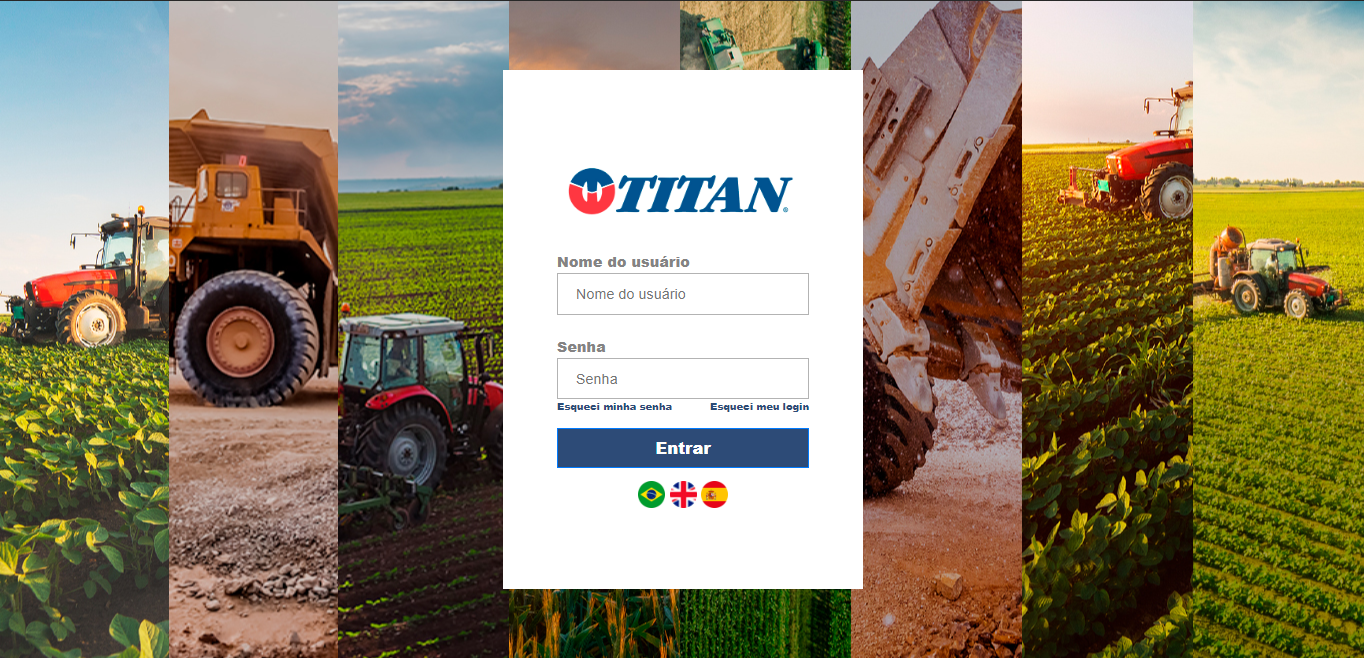 TITAN®
Nome do usuário
Nome do usuário
Senha
Senha
Esqueci minha senha Esqueci meu login
Entrar